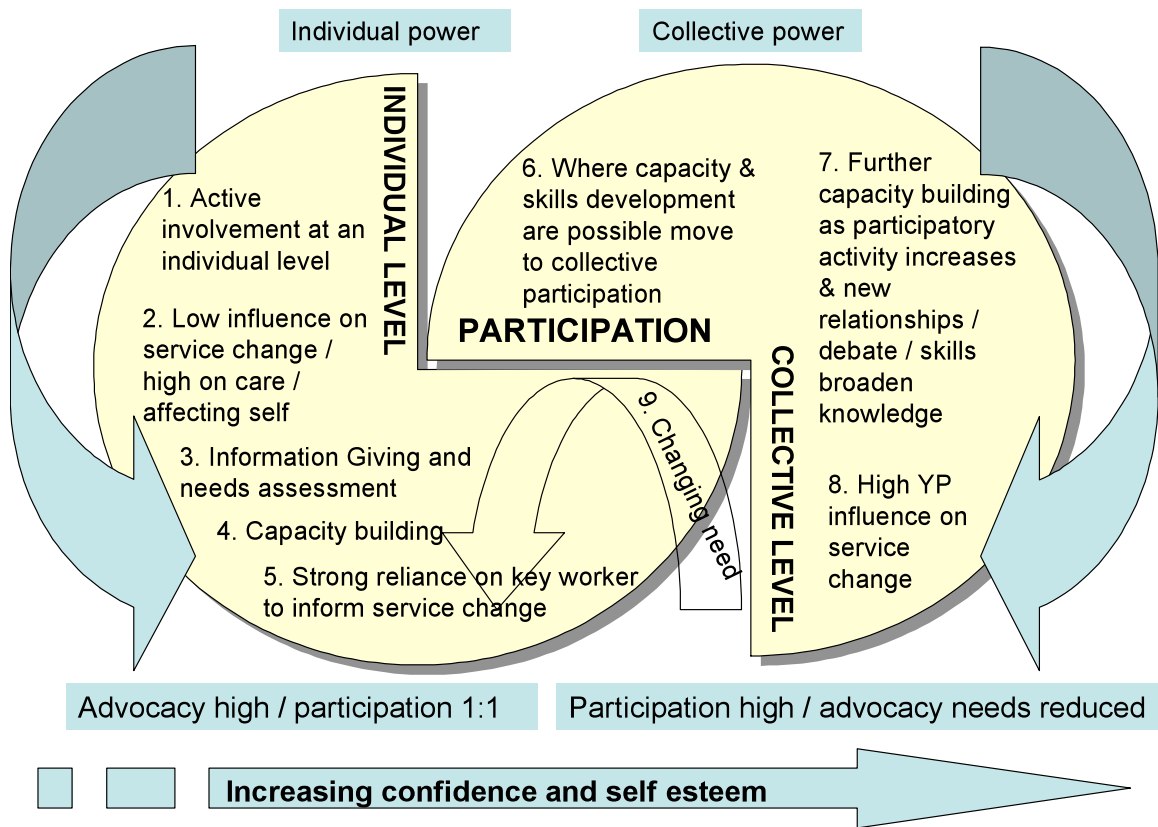 Individual power
Collective power
INDIVIDUAL LEVEL
1. Active
involvement at an
individual level
2. Low influence on
service change /
high on care /
affecting self
3. Information Giving and
needs assessment
4. Capacity building
5. Strong reliance on key worker
to inform service change
PARTICIPATION
6. Where capacity &
skills development
are possible move
to collective
participation
7. Further
capacity building
as participatory
activity increases
& new
relationships /
debate / skills
broaden
knowledge
COLLECTIVE LEVEL
8. High YP
influence on
service
change
9. Changing need
Advocacy high / participation 1:1
Participation high / advocacy needs reduced
Increasing confidence and self esteem